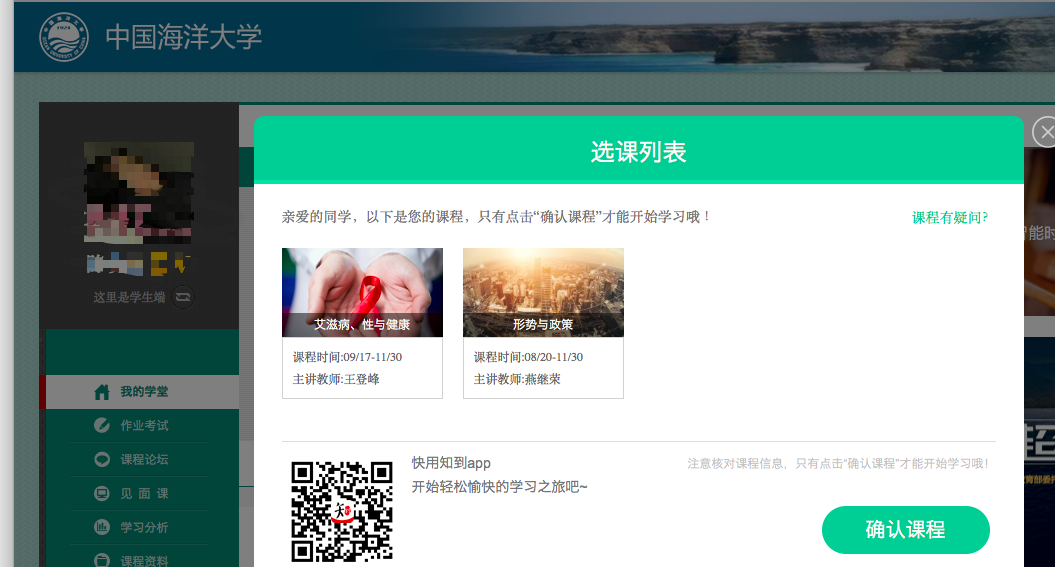 中国海洋大学
选课列表
亲爱的同学，以下是您的课程，只有点击“确认课程”才能开始学习哦！
课程有疑问?
艾滋病、性与健康
形势与政策
课程时间:09/17-11/30
主讲教师:王登峰
课程时间:08/20-11/30
主讲教师:燕继荣
快用知到app
开始轻松愉快的学习之旅吧~
注意核对课程信息，只有点击“确认课程”才能开始学习哦!
确认课程
知
这里是学生端
我的学堂
作业考试
课程论坛
见 面 课
学习分析
课程资料
能时
超
育部委